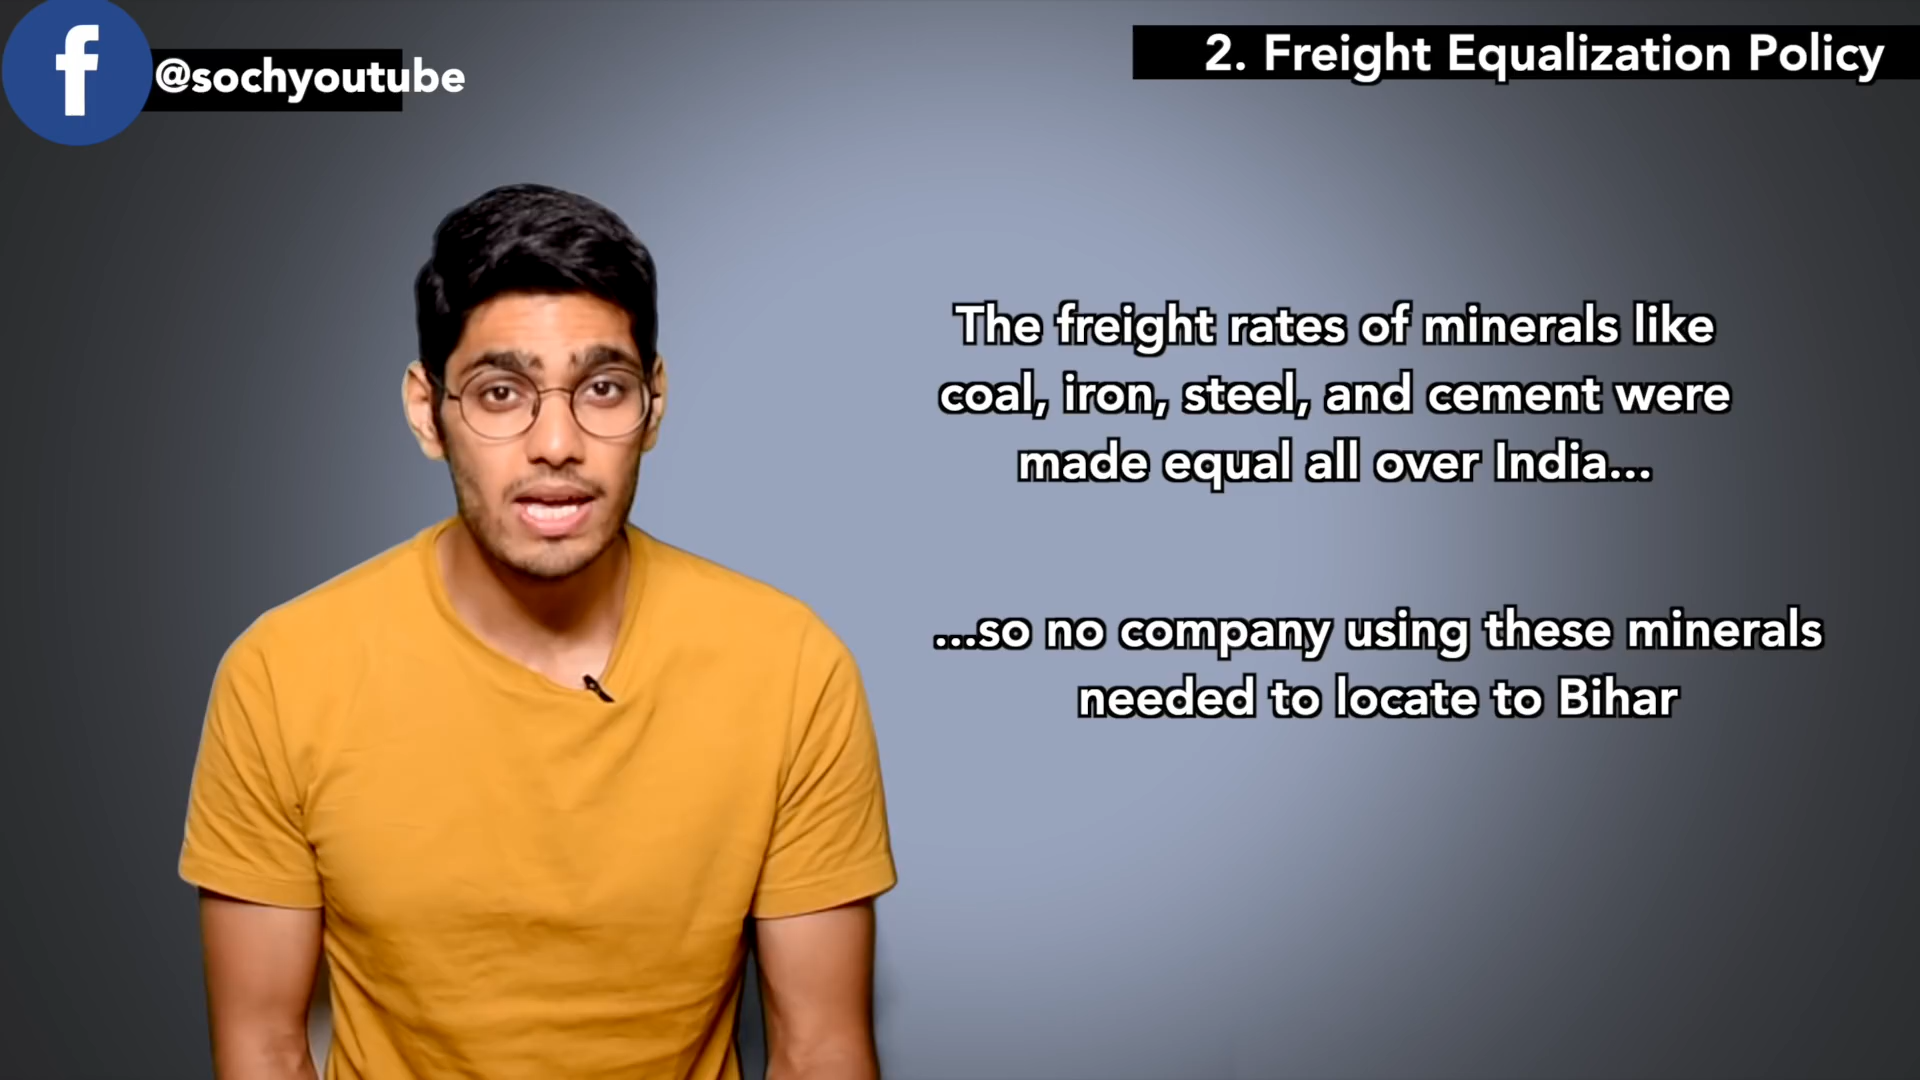 @sochyoutube
2. Freight Equalization Policy
The freight rates of minerals like
coal, iron, steel, and cement were
made equal all over India...
...so no company using these minerals
needed to locate to Bihar